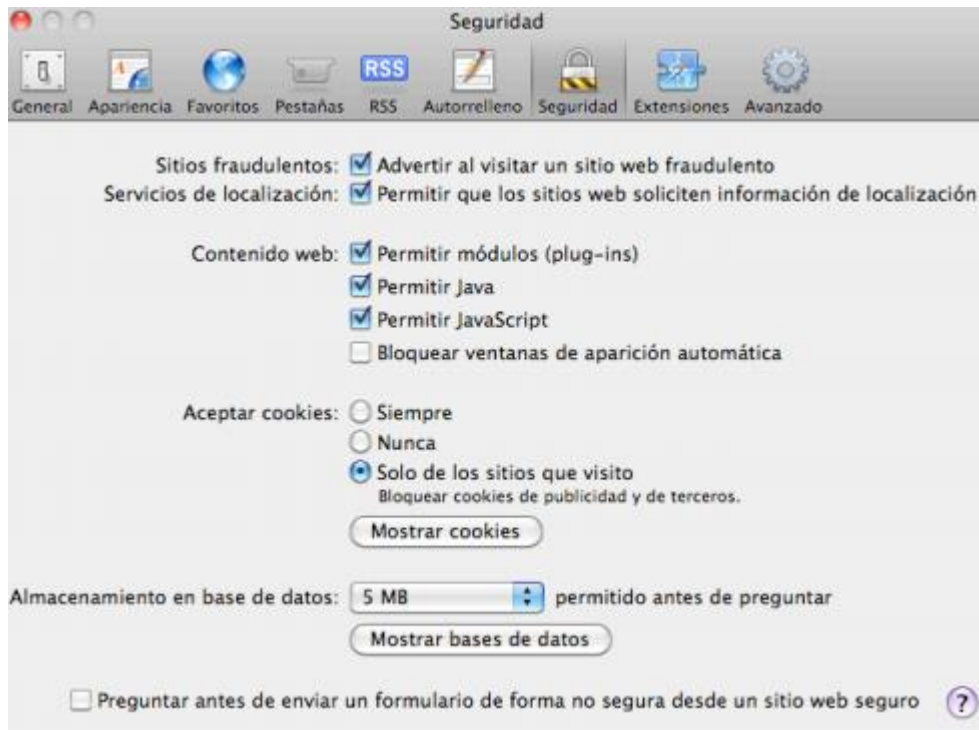 Seguridad
General Apariencia Favoritos Pestañas RSS Autorrelleno Seguridad Extensiones Avanzado
Sitios fraudulentos: Advertir al visitar un sitio web fraudulento
Servicios de localización: Permitir que los sitios web soliciten información de localización
Contenido web: Permitir módulos (plug-ins)
Permitir Java
Permitir JavaScript
Bloquear ventanas de aparición automática
Aceptar cookies: Siempre
Nunca
Solo de los sitios que visito
Bloquear cookies de publicidad y de terceros.
Mostrar cookies
Almacenamiento en base de datos: 5 MB permitido antes de preguntar
Mostrar bases de datos
Preguntar antes de enviar un formulario de forma no segura desde un sitio web seguro ?